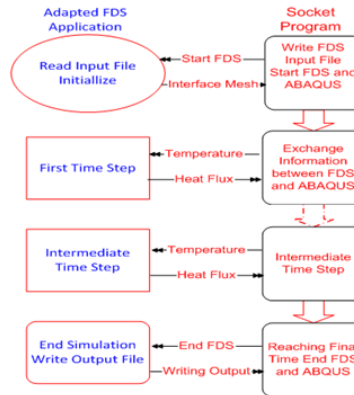 Adapted FDS
Application
Socket
Program
Read Input File
Initiallize
Start FDS
Interface Mesh
Write FDS
Input File
Start FDS and
ABAQUS
First Time Step
Temperature
Heat Flux
Exchange
Information
between FDS
and ABAQUS
Intermediate
Time Step
Temperature
Heat Flux
Intermediate
Time Step
End Simulation
Write Output File
End FDS
Writing Output
Reaching Final
Time End FDS
and ABQUS